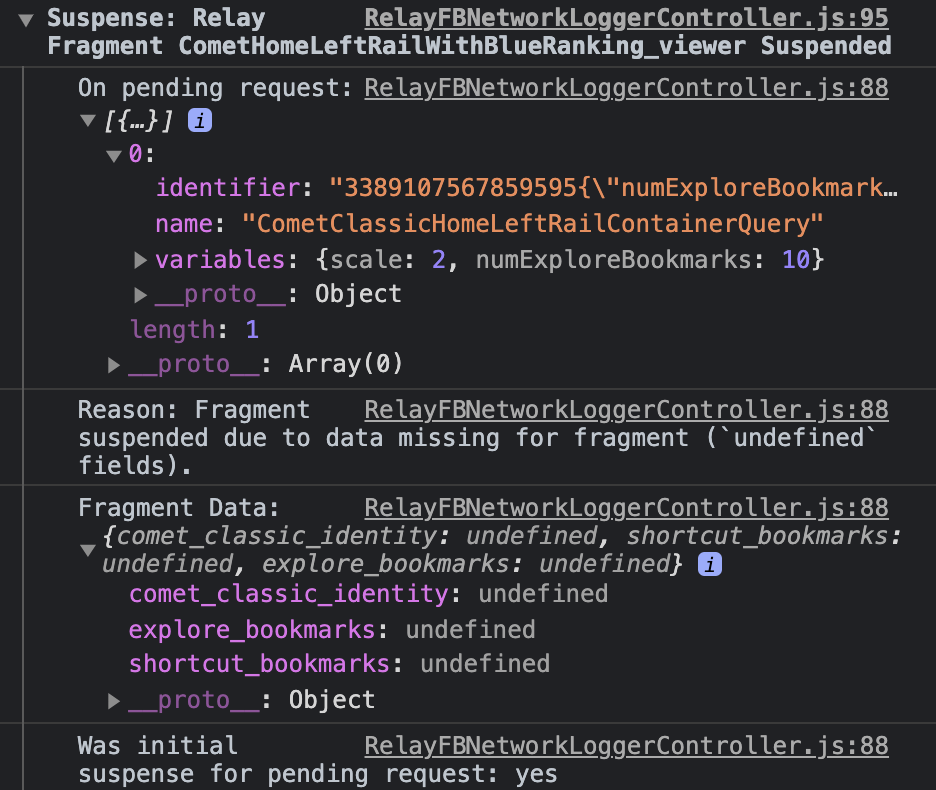 ▼ Suspense: Relay RelayFBNetworkLoggerController.js:95
Fragment CometHomeLeftRailWithBlueRanking_viewer Suspended
On pending request: RelayFBNetworkLoggerController.js:88
▼ [{…}] i
▼ 0:
identifier: "3389107567859595{\"numExploreBookmark…
name: "CometClassicHomeLeftRailContainerQuery"
▶ variables: {scale: 2, numExploreBookmarks: 10}
▶ __proto__: Object
length: 1
▶ __proto__: Array(0)
Reason: Fragment RelayFBNetworkLoggerController.js:88
suspended due to data missing for fragment (`undefined`
fields).
Fragment Data: RelayFBNetworkLoggerController.js:88
▼ {comet_classic_identity: undefined, shortcut_bookmarks:
undefined, explore_bookmarks: undefined} i
comet_classic_identity: undefined
explore_bookmarks: undefined
shortcut_bookmarks: undefined
▶ __proto__: Object
Was initial RelayFBNetworkLoggerController.js:88
suspense for pending request: yes